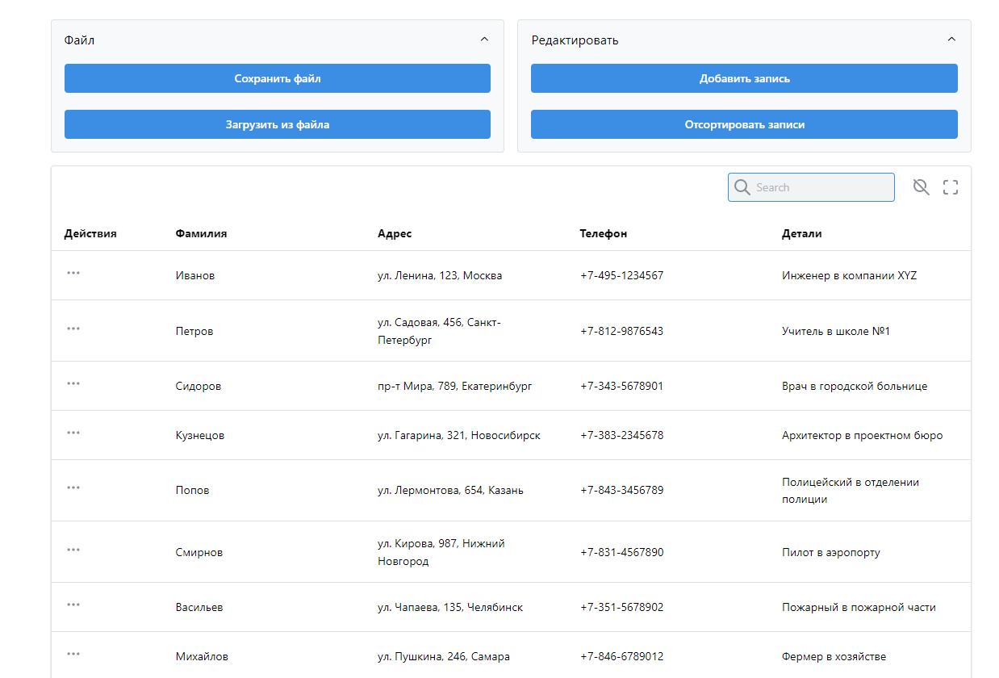 Файл
Сохранить файл
Загрузить из файла
Редактировать
Добавить запись
Отсортировать записи
Search
Действия Фамилия Адрес Телефон Детали
Иванов ул. Ленина, 123, Москва +7-495-1234567 Инженер в компании XYZ
Петров ул. Садовая, 456, Санкт-
Петербург +7-812-9876543 Учитель в школе №1
Сидоров пр-т Мира, 789, Екатеринбург +7-343-5678901 Врач в городской больнице
Кузнецов ул. Гагарина, 321, Новосибирск +7-383-2345678 Архитектор в проектном бюро
Попов ул. Лермонтова, 654, Казань +7-843-3456789 Полицейский в отделении
полиции
Смирнов ул. Кирова, 987, Нижний
Новгород +7-831-4567890 Пилот в аэропорту
Васильев ул. Чапаева, 135, Челябинск +7-351-5678902 Пожарный в пожарной части
Михайлов ул. Пушкина, 246, Самара +7-846-6789012 Фермер в хозяйстве